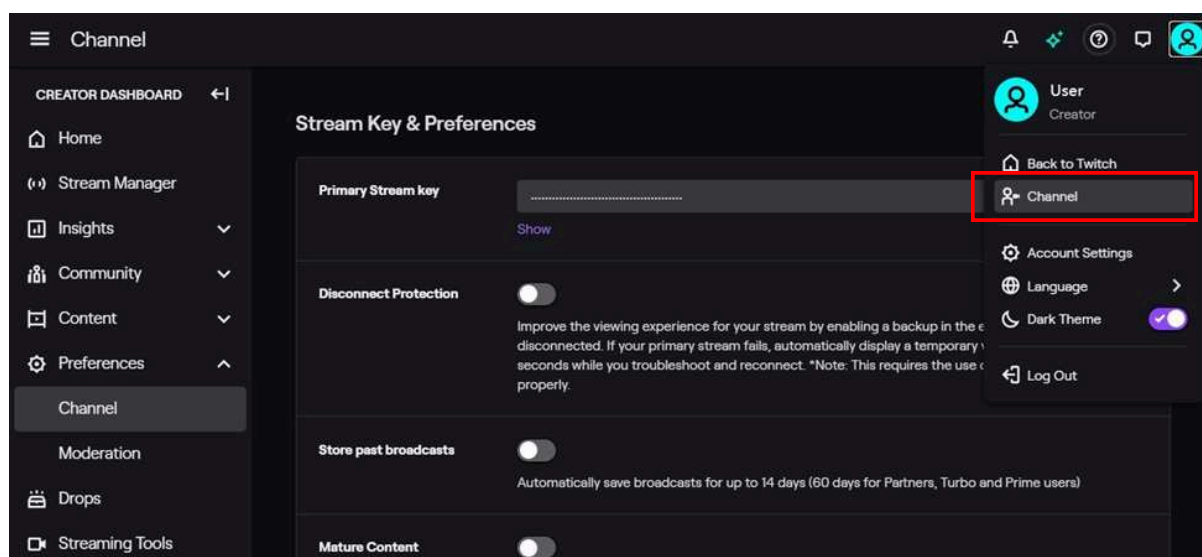 Channel
CREATOR DASHBOARD
Home
Stream Manager
Insights
Community
Content
Preferences
Channel
Moderation
Drops
Streaming Tools
Stream Key & Preferences
Primary Stream key
Show
Disconnect Protection
Improve the viewing experience for your stream by enabling a backup in the
disconnected. If your primary stream fails, automatically display a temporary
seconds while you troubleshoot and reconnect. *Note: This requires the use
properly.
Store past broadcasts
Automatically save broadcasts for up to 14 days (60 days for Partners, Turbo and Prime users)
Mature Content
User
Creator
Back to Twitch
Channel
Account Settings
Language
Dark Theme
Log Out